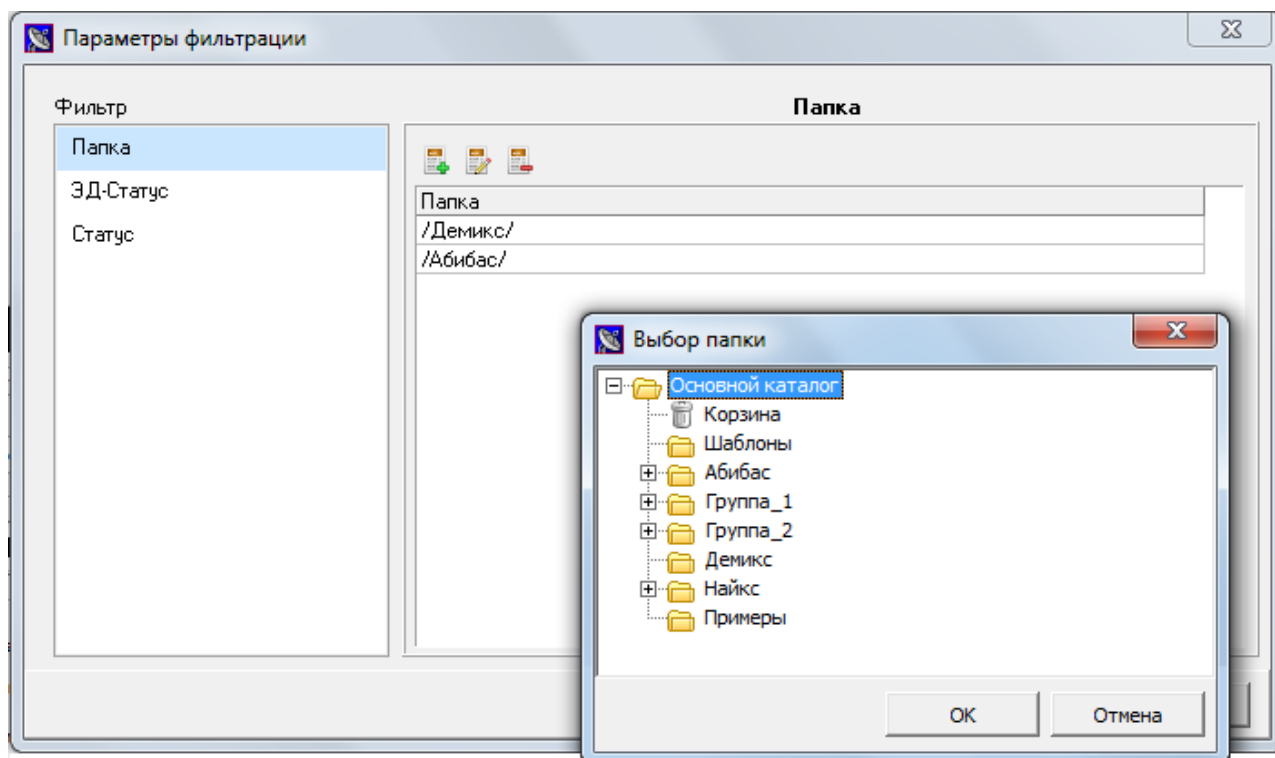 Параметры фильтрации
Фильтр
Папка
ЭД-Статус
Статус
Папка
Папка
/Демикс/
/Абибас/
Выбор папки
Основной каталог
Корзина
Шаблоны
Абибас
Группа_1
Группа_2
Демикс
Найкс
Примеры
OK
Отмена